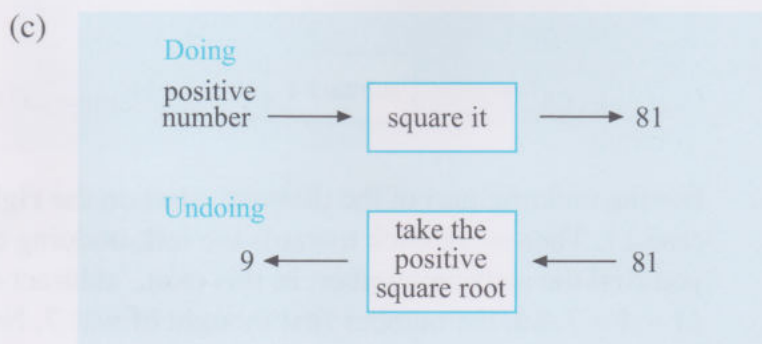 (c)
Doing
positive
number
square it
81
Undoing
9
take the
positive
square root
81